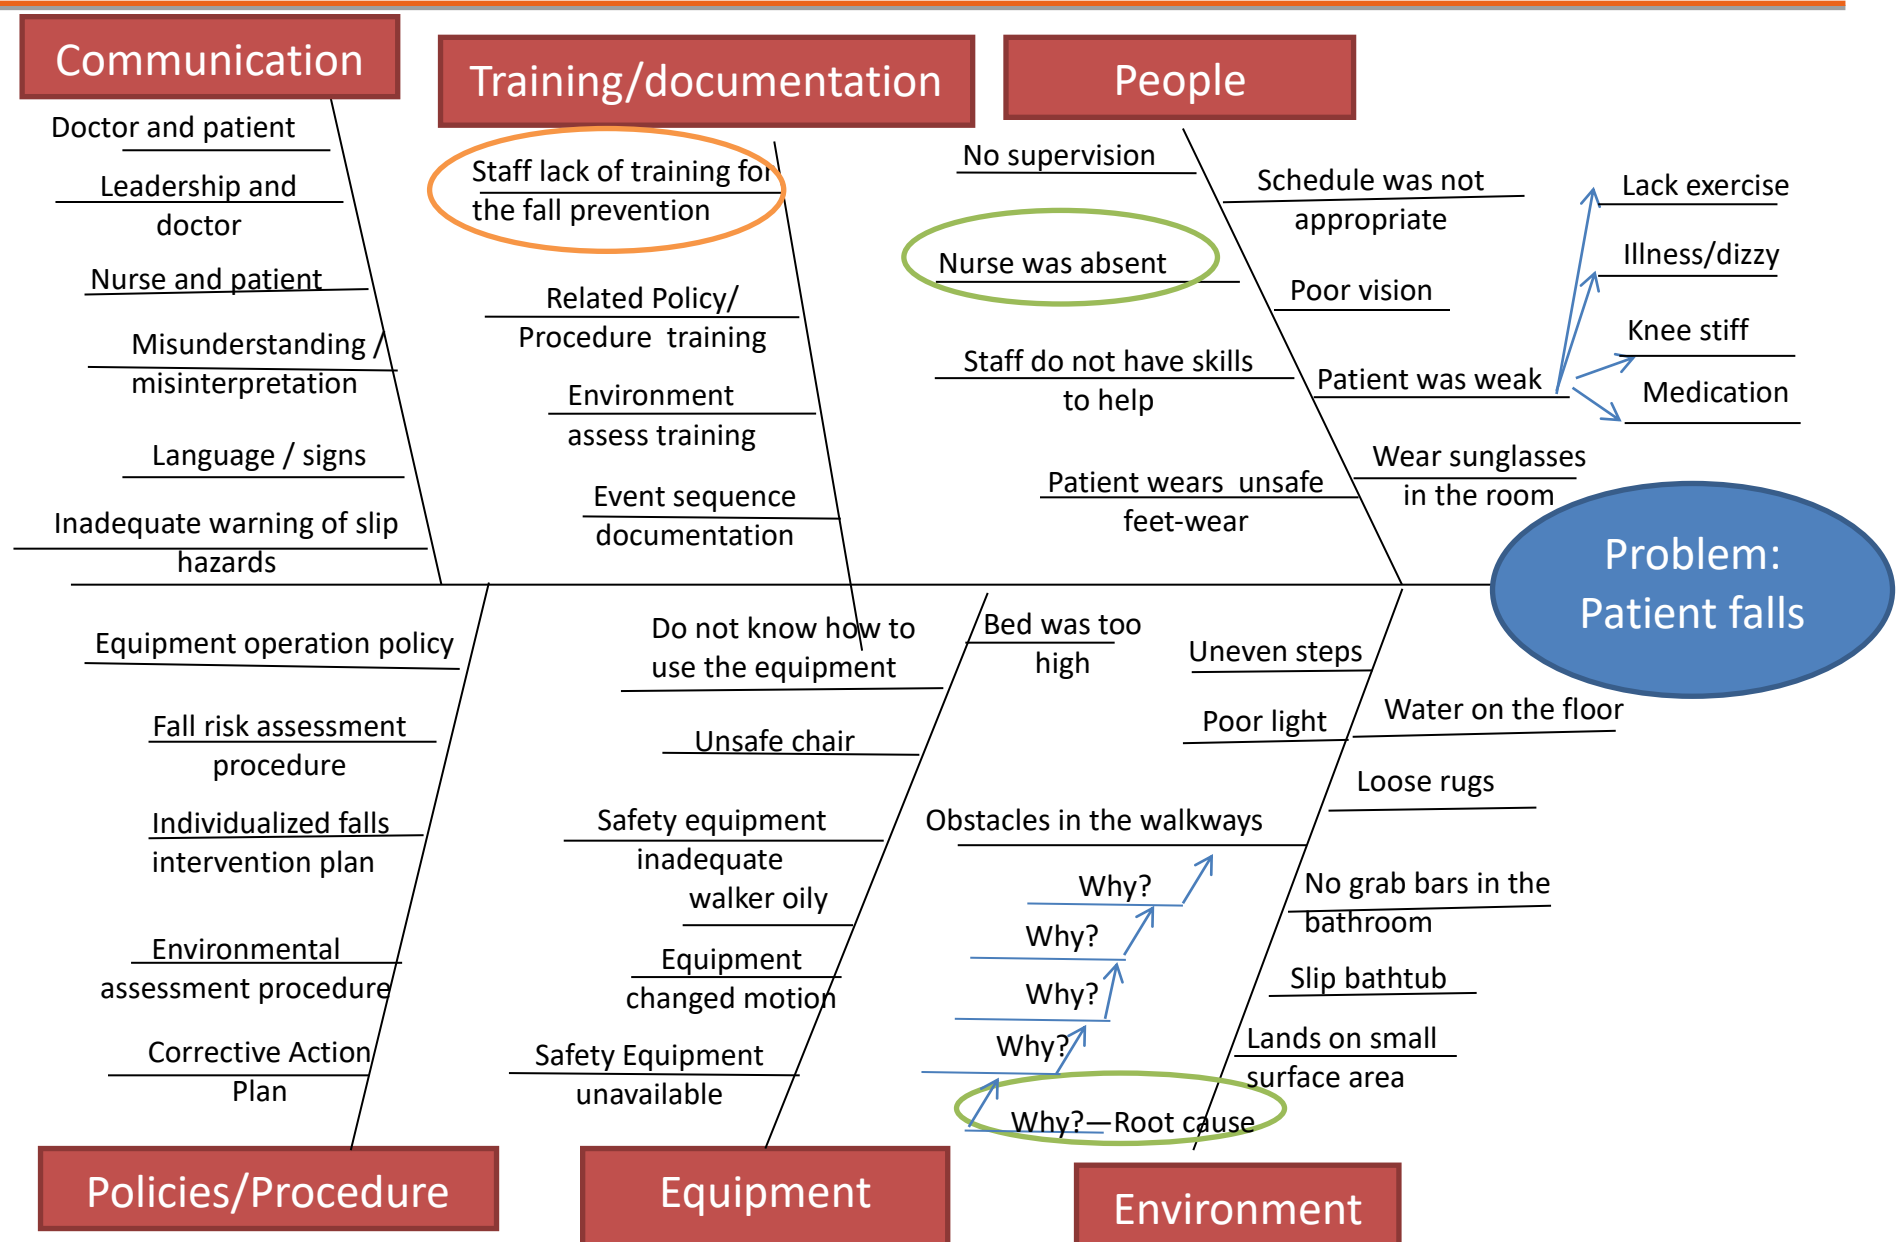 Communication
Training/documentation
People
Doctor and patient
Leadership and
doctor
Nurse and patient
Misunderstanding /
misinterpretation
Language / signs
Inadequate warning of slip
hazards
Staff lack of training for
the fall prevention
Related Policy/
Procedure training
Environment
assess training
Event sequence
documentation
No supervision
Nurse was absent
Staff do not have skills
to help
Patient wears unsafe
feet-wear
Schedule was not
appropriate
Poor vision
Patient was weak
Wear sunglasses
in the room
Lack exercise
Illness/dizzy
Knee stiff
Medication
Problem:
Patient falls
Equipment operation policy
Fall risk assessment
procedure
Individualized falls
intervention plan
Environmental
assessment procedure
Corrective Action
Plan
Do not know how to
use the equipment
Unsafe chair
Safety equipment
inadequate
walker oily
Equipment
changed motion
Safety Equipment
unavailable
Bed was too
high
Uneven steps
Poor light
Obstacles in the walkways
Why?
Why?
Why?
Why?
Why?—Root cause
Water on the floor
Loose rugs
No grab bars in the
bathroom
Slip bathtub
Lands on small
surface area
Policies/Procedure
Equipment
Environment